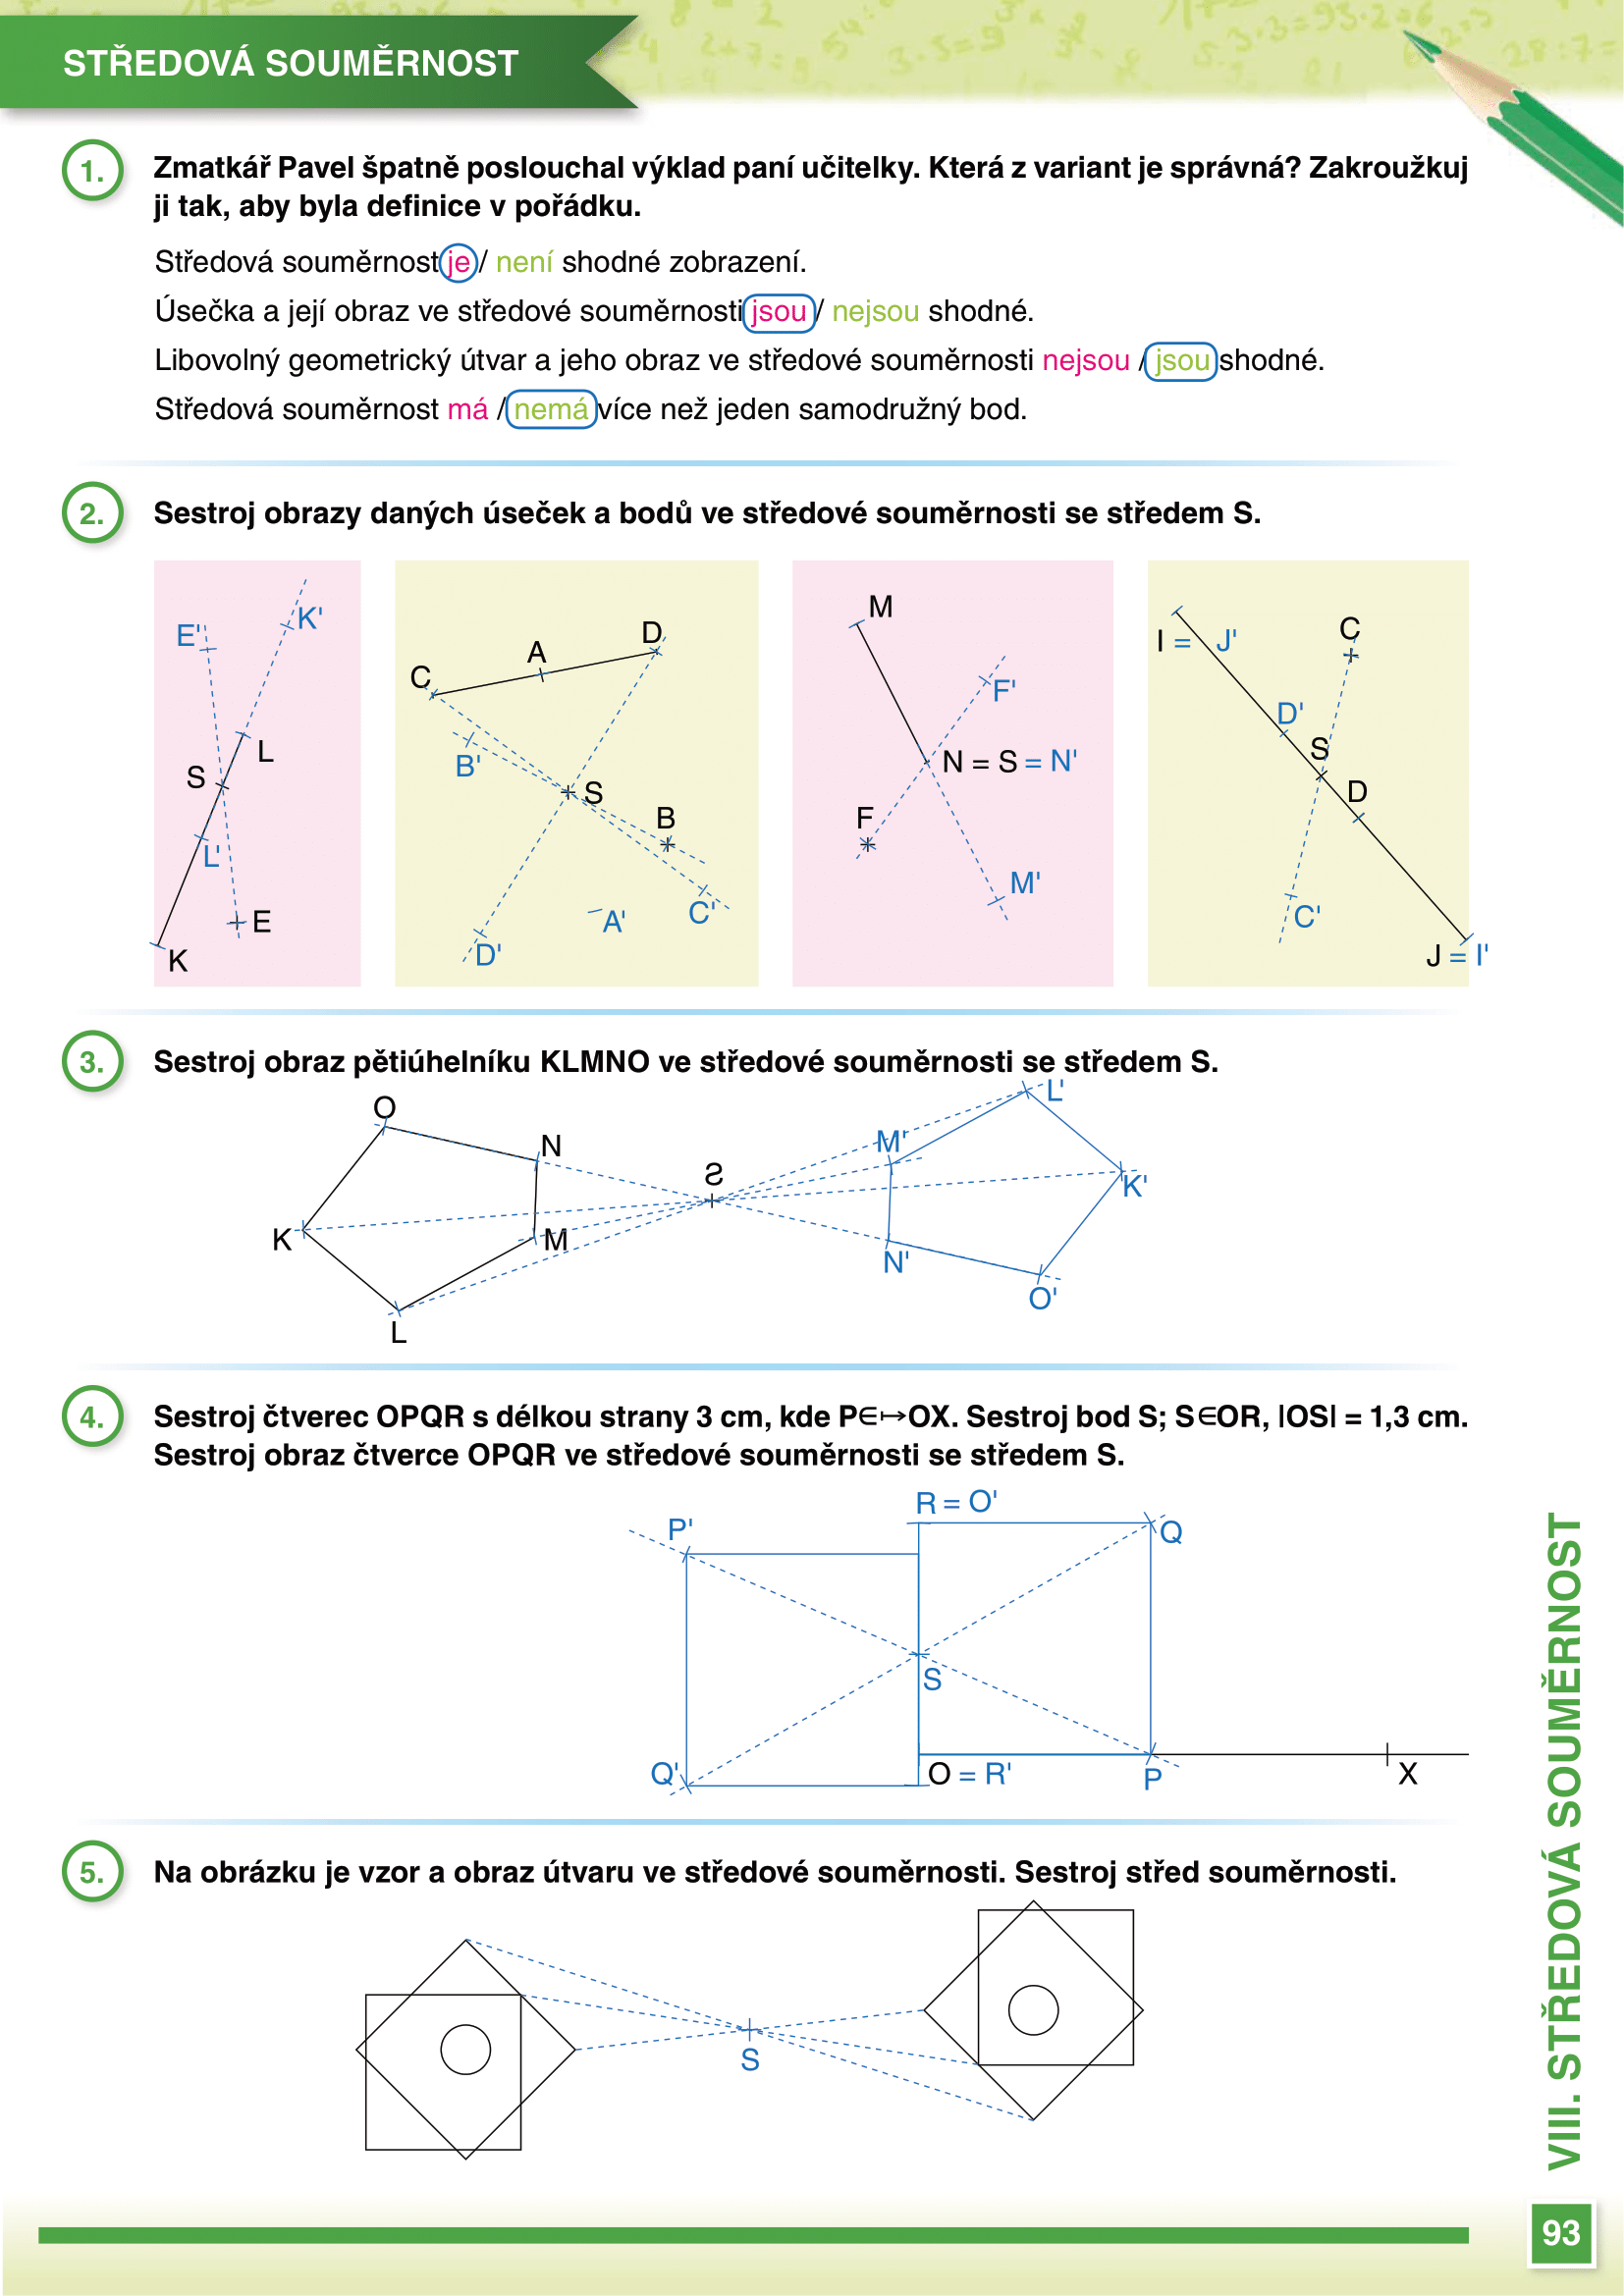 STŘEDOVÁ SOUMĚRNOST
1.
Zmatkář Pavel špatně poslouchal výklad paní učitelky. Která z variant je správná? Zakroužkuj
ji tak, aby byla definice v pořádku.
Středová souměrnost je / není shodné zobrazení.
Úsečka a její obraz ve středové souměrnosti jsou / nejsou shodné.
Libovolný geometrický útvar a jeho obraz ve středové souměrnosti nejsou / jsou shodné.
Středová souměrnost má / nemá více než jeden samodružný bod.
2.
Sestroj obrazy daných úseček a bodů ve středové souměrnosti se středem S.
K'
E'
L
S
L'
E
K
D
A
C
B'
S
B
A'
C'
D'
M
F'
N = S = N'
F
M'
C
I = J'
D'
S
D
C'
J = I'
3.
Sestroj obraz pětiúhelníku KLMNO ve středové souměrnosti se středem S.
L'
O
M'
N
S
K'
K
M
N'
O'
L
4.
Sestroj čtverec OPQR s délkou strany 3 cm, kde P∈↦OX. Sestroj bod S; S∈OR, |OS| = 1,3 cm.
Sestroj obraz čtverce OPQR ve středové souměrnosti se středem S.
R = O'
P'
Q
S
Q'
O = R'
P
X
5.
Na obrázku je vzor a obraz útvaru ve středové souměrnosti. Sestroj střed souměrnosti.
S
VIII. STŘEDOVÁ SOUMĚRNOST
93